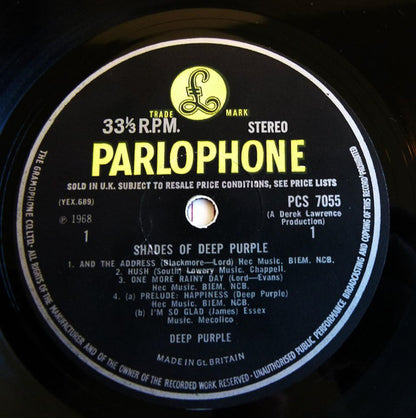 TRADE MARK
33⅓ R.P.M. STEREO
PARLOPHONE
SOLD IN U.K. SUBJECT TO RESALE PRICE CONDITIONS, SEE PRICE LISTS
(YEX.689) PCS 7055
℗ 1968 (A Derek Lawrence
Production)
1 1
SHADES OF DEEP PURPLE
1. AND THE ADDRESS (Blackmore—Lord) Hec Music. BIEM. NCB.
2. HUSH (South) Lowery Music. Chappell.
3. ONE MORE RAINY DAY (Lord—Evans)
Hec Music. BIEM. NCB.
4. (a) PRELUDE: HAPPINESS (Deep Purple)
Hec Music. BIEM. NCB.
(b) I'M SO GLAD (James) Essex
Music. Mecolico
DEEP PURPLE
MADE IN GT. BRITAIN
THE GRAMOPHONE CO. LTD. · ALL RIGHTS OF THE MANUFACTURER AND OF THE OWNER OF THE RECORDED WORK RESERVED · UNAUTHORISED PUBLIC PERFORMANCE BROADCASTING AND COPYING OF THIS RECORD PROHIBITED